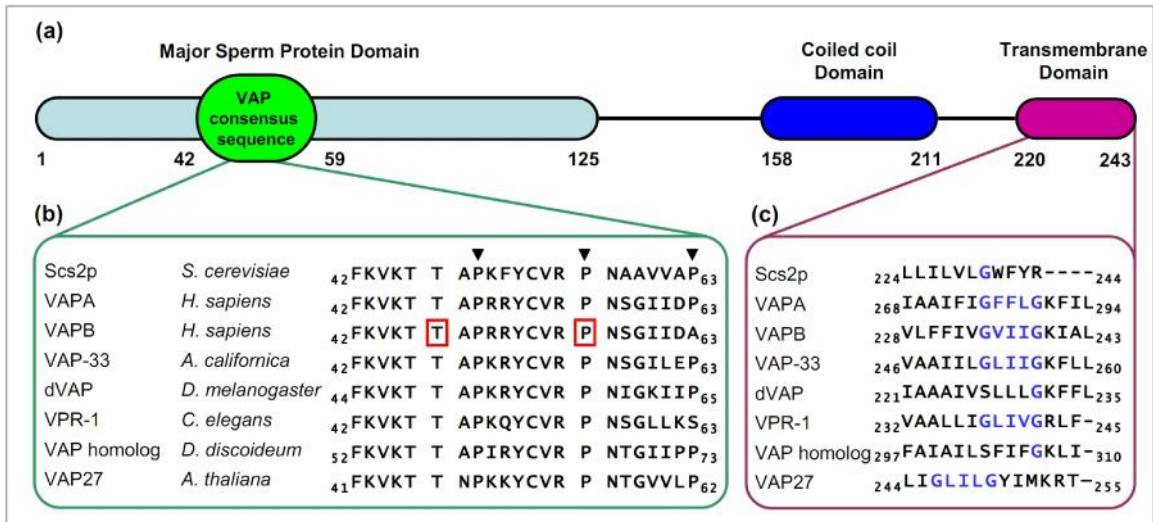 (a)
Major Sperm Protein Domain
Coiled coil
Domain
Transmembrane
Domain
VAP
consensus
sequence
1 42 59 125 158 211 220 243
(b)
Scs2p S. cerevisiae 42FKVKT T APKFYCVR P NAAVVAP63
VAPA H. sapiens 42FKVKT T APRRYCVR P NSGIIDP63
VAPB H. sapiens 42FKVKT T APRRYCVR P NSGIIDA63
VAP-33 A. californica 42FKVKT T APKRYCVR P NSGILEP63
dVAP D. melanogaster 44FKVKT T APKRYCVR P NIGKIIP65
VPR-1 C. elegans 42FKVKT T APKQYCVR P NSGLLKS63
VAP homolog D. discoideum 52FKVKT T APIRYCVR P NTGIIPP73
VAP27 A. thaliana 41FKVKT T NPKKYCVR P NTGVVLP62
(c)
Scs2p 224LLILVLGWFYR----244
VAPA 268IAAIFIGFFLGKFIL294
VAPB 228VLFFIVGVIIGKIAL243
VAP-33 246VAAIILGLIIGKFLL260
dVAP 221IAAAIVSLLLGKFFL235
VPR-1 232VAALLIGLIVGRLF-245
VAP homolog 297FAIAILSFIFGKLI-310
VAP27 244LIGLILGYIMKRT-255